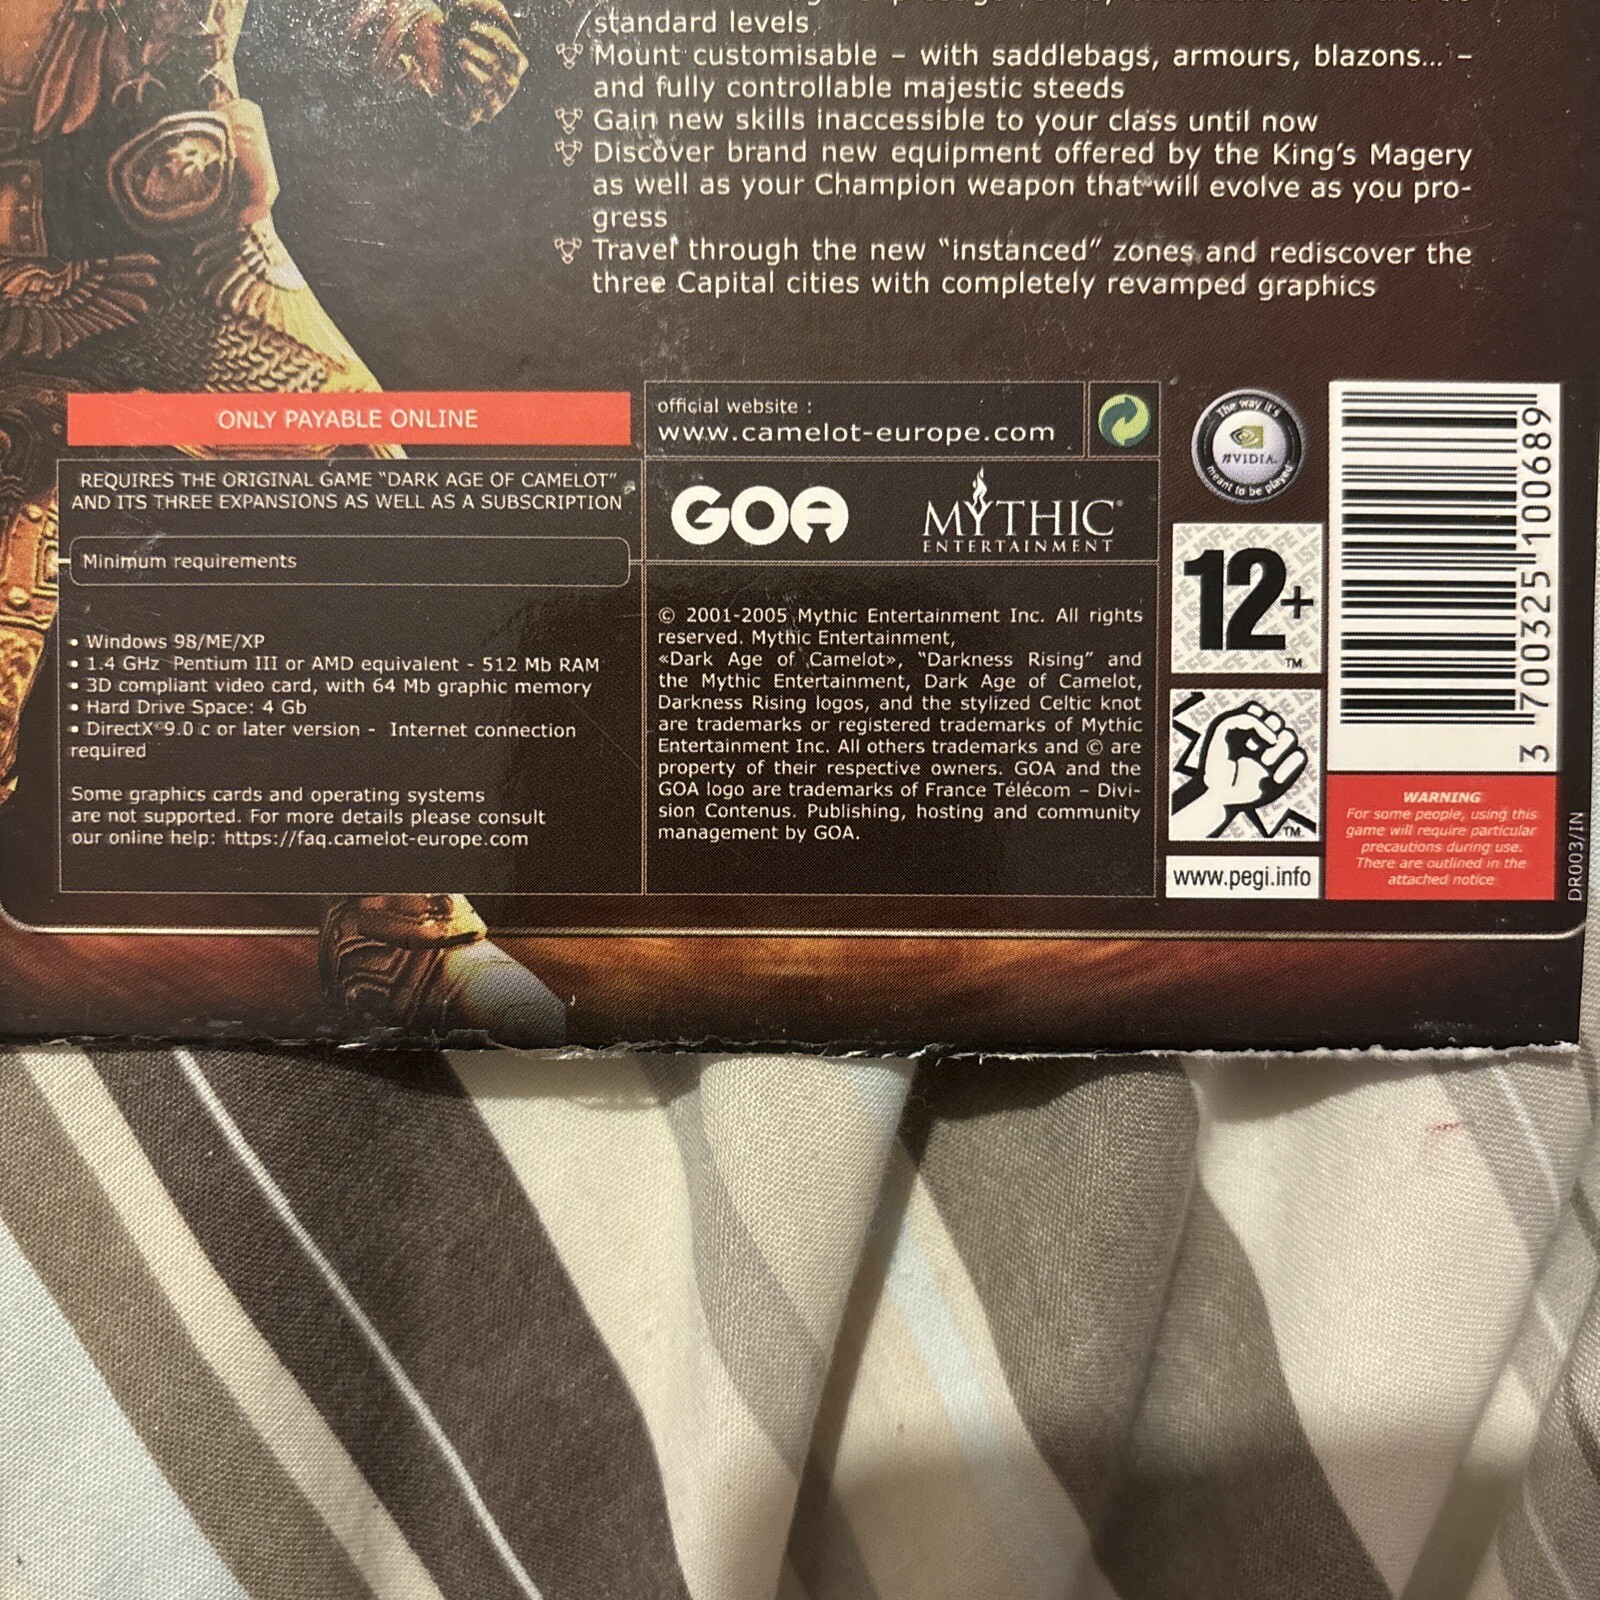 standard levels
Mount customisable – with saddlebags, armours, blazons... –
and fully controllable majestic steeds
Gain new skills inaccessible to your class until now
Discover brand new equipment offered by the King's Magery
as well as your Champion weapon that will evolve as you pro-
gress
Travel through the new “instanced” zones and rediscover the
three Capital cities with completely revamped graphics
ONLY PAYABLE ONLINE
REQUIRES THE ORIGINAL GAME “DARK AGE OF CAMELOT”
AND ITS THREE EXPANSIONS AS WELL AS A SUBSCRIPTION
Minimum requirements
• Windows 98/ME/XP
• 1.4 GHz Pentium III or AMD equivalent - 512 Mb RAM
• 3D compliant video card, with 64 Mb graphic memory
• Hard Drive Space: 4 Gb
• DirectX©9.0 c or later version - Internet connection
required
Some graphics cards and operating systems
are not supported. For more details please consult
our online help: https://faq.camelot-europe.com
official website :
www.camelot-europe.com
GOA
MYTHIC®
ENTERTAINMENT
© 2001-2005 Mythic Entertainment Inc. All rights
reserved. Mythic Entertainment,
«Dark Age of Camelot», “Darkness Rising” and
the Mythic Entertainment, Dark Age of Camelot,
Darkness Rising logos, and the stylized Celtic knot
are trademarks or registered trademarks of Mythic
Entertainment Inc. All others trademarks and © are
property of their respective owners. GOA and the
GOA logo are trademarks of France Télécom – Divi-
sion Contenus. Publishing, hosting and community
management by GOA.
The way it's
NVIDIA.
meant to be played
12+
TM
TM
www.pegi.info
3 700325 100689
WARNING
For some people, using this
game will require particular
precautions during use.
There are outlined in the
attached notice
DR003/IN